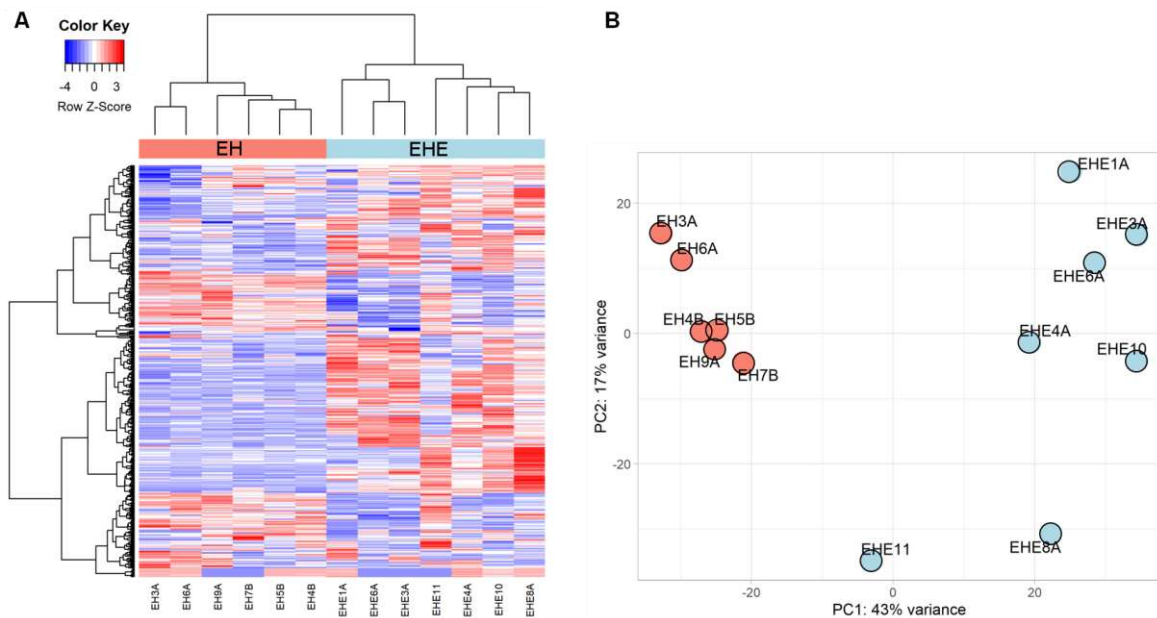 A
Color Key
-4 0 3
Row Z-Score
EH EHE
EH3A EH6A EH9A EH7B EH5B EH4B EHE1A EHE6A EHE3A EHE11 EHE4A EHE10 EHE8A
B
EHE1A
EHE3A
EH3A
EH6A
EHE6A
EH4B EH5B
EHE4A
EH9A
EHE10
EH7B
EHE11
EHE8A
20
0
-20
PC2: 17% variance
-20 0 20
PC1: 43% variance